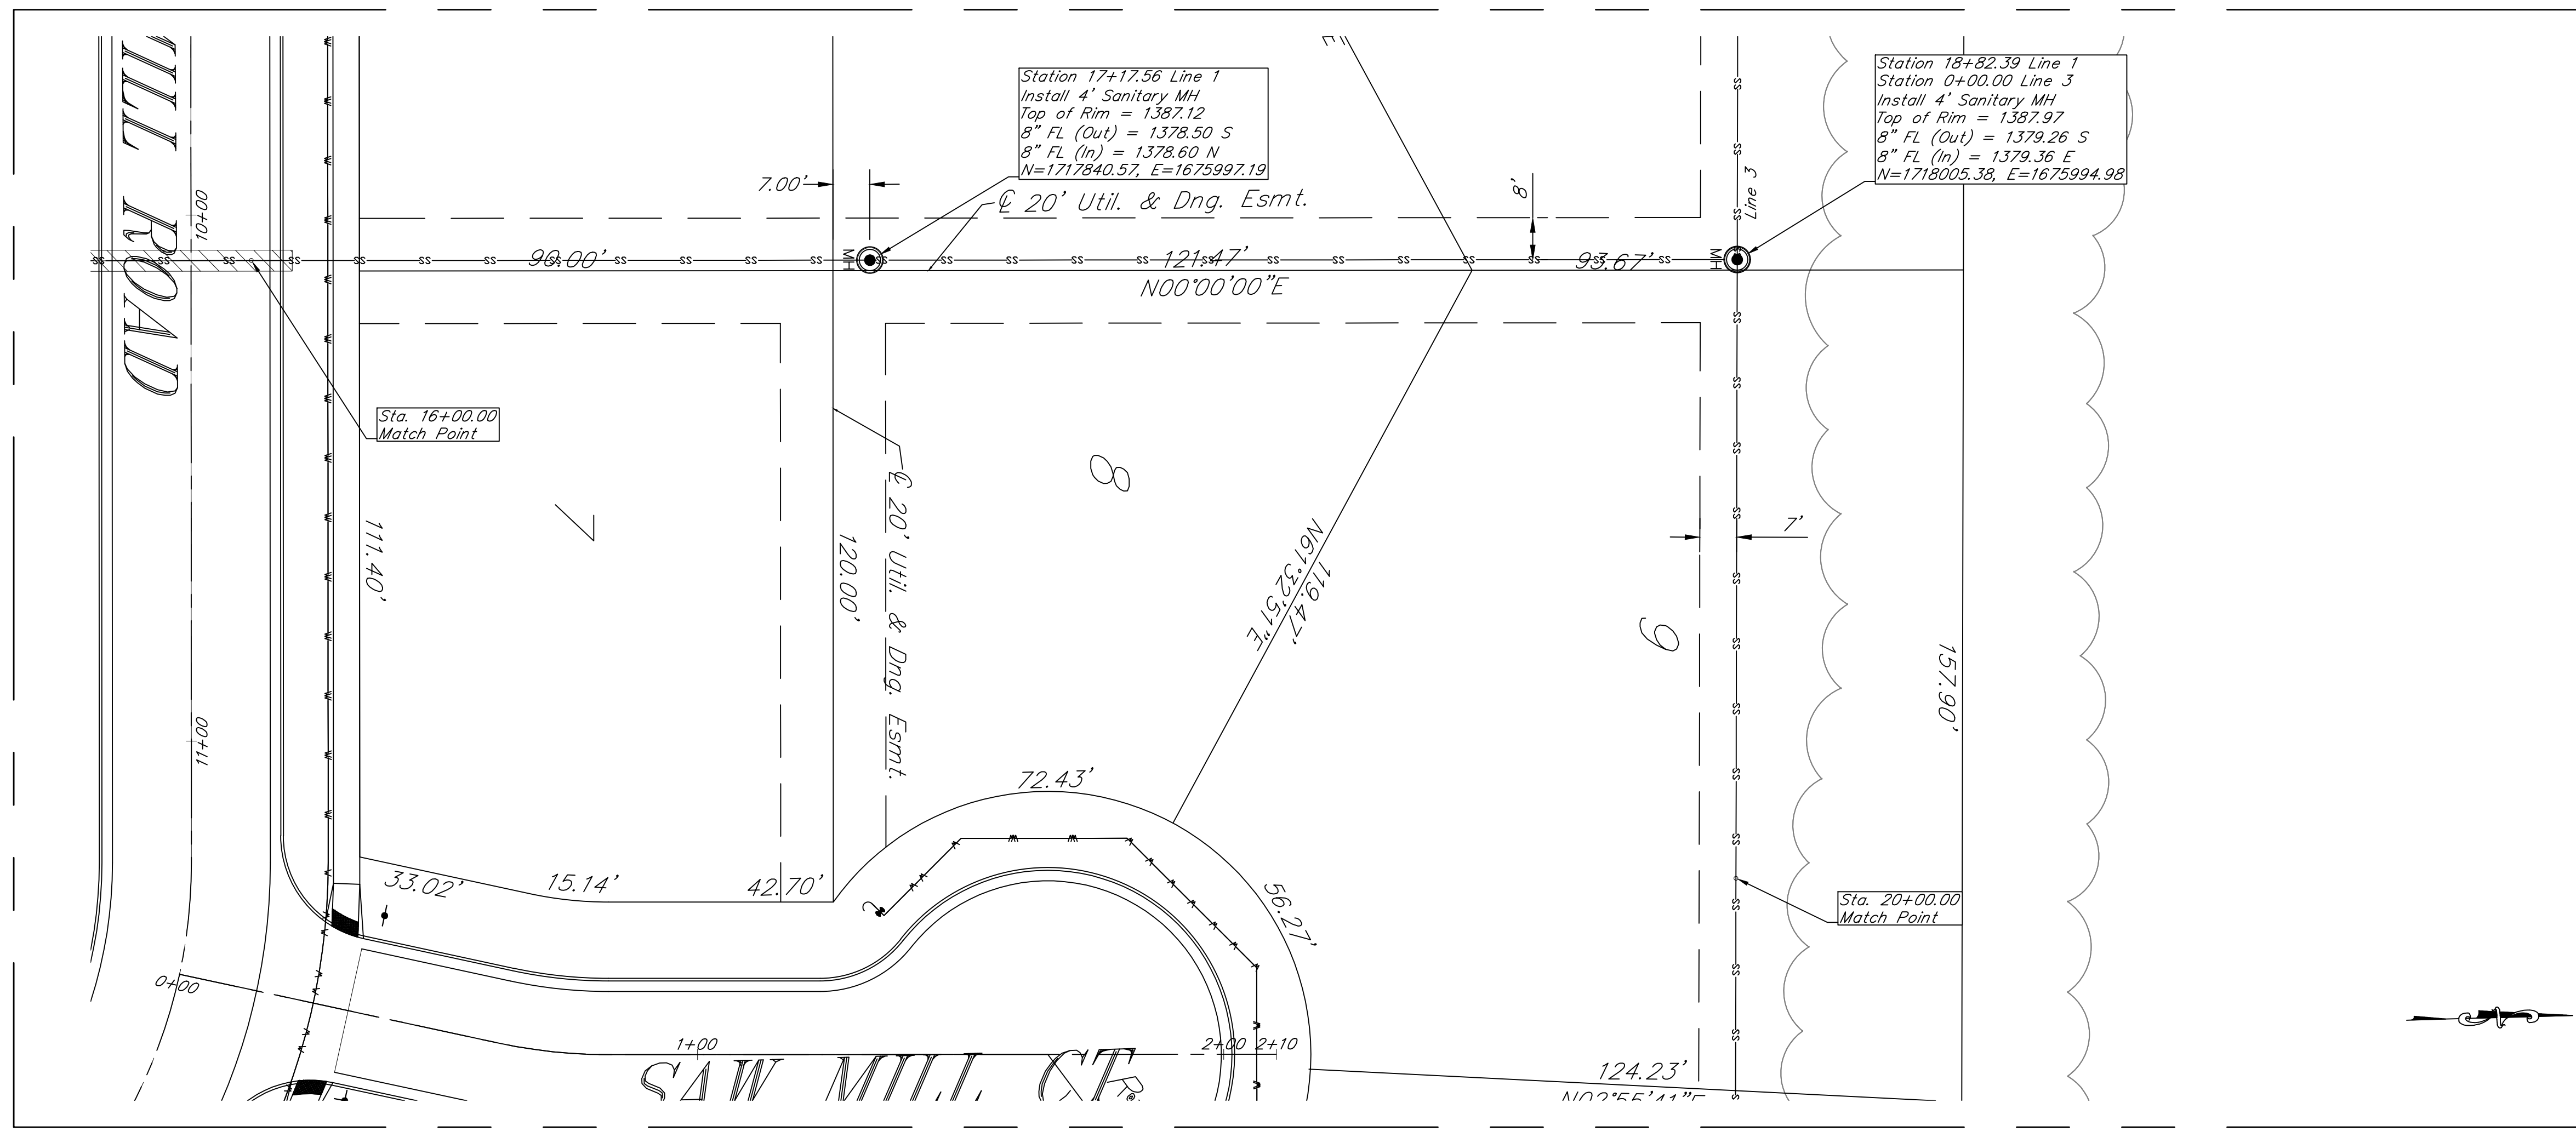 MILL ROAD
10+00
11+00
Station 17+17.56 Line 1
Install 4' Sanitary MH
Top of Rim = 1387.12
8" FL (Out) = 1378.50 S
8" FL (In) = 1378.60 N
N=1717840.57, E=1675997.19
Station 18+82.39 Line 1
Station 0+00.00 Line 3
Install 4' Sanitary MH
Top of Rim = 1387.97
8" FL (Out) = 1379.26 S
8" FL (In) = 1379.36 E
N=1718005.38, E=1675994.98
7.00'
℄ 20' Util. & Dng. Esmt.
8'
Line 3
90.00'
MH
121.47'
93.67'
MH
N00°00'00"E
Sta. 16+00.00
Match Point
7
8
9
111.40'
120.00'
℄ 20' Util. & Dng. Esmt.
119.47'
N61°32'51"E
7'
157.90'
72.43'
33.02'
15.14'
42.70'
56.27'
Sta. 20+00.00
Match Point
0+00
1+00
2+00
2+10
SAW MILL CT.
124.23'
N02°55'41"E